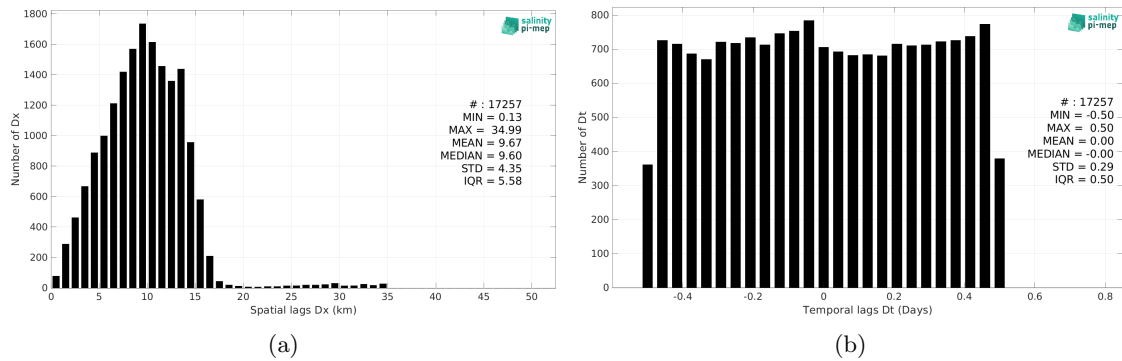 1800
1600
1400
1200
1000
800
600
400
200
0
Number of Dx
salinity
pi-mep
# : 17257
MIN = 0.13
MAX = 34.99
MEAN = 9.67
MEDIAN = 9.60
STD = 4.35
IQR = 5.58
0 5 10 15 20 25 30 35 40 45 50
Spatial lags Dx (km)
(a)
800
700
600
500
400
300
200
100
0
Number of Dt
salinity
pi-mep
# : 17257
MIN = -0.50
MAX = 0.50
MEAN = 0.00
MEDIAN = -0.00
STD = 0.29
IQR = 0.50
-0.4 -0.2 0 0.2 0.4 0.6 0.8
Temporal lags Dt (Days)
(b)